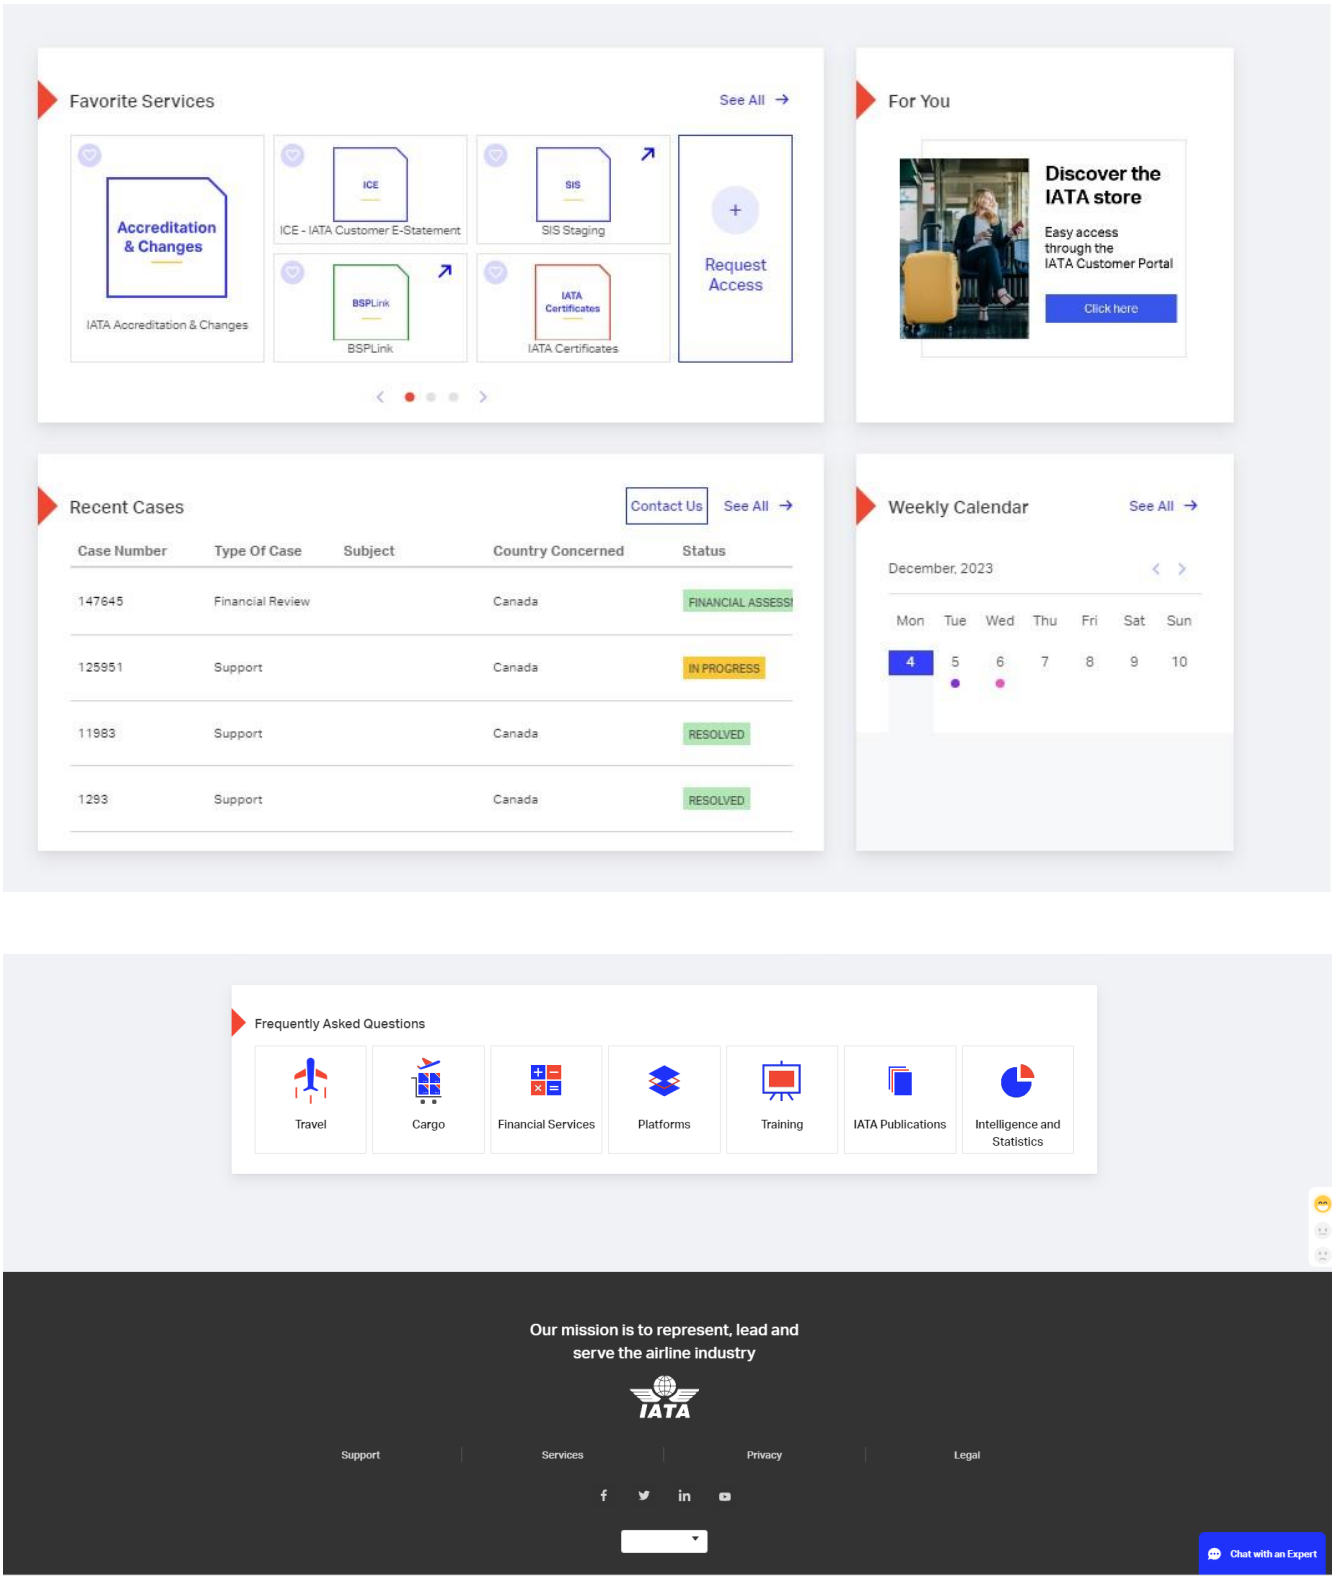 Favorite Services
See All →
Accreditation
& Changes
IATA Accreditation & Changes
ICE
ICE - IATA Customer E-Statement
SIS
SIS Staging
BSPLink
BSPLink
IATA
Certificates
IATA Certificates
+
Request
Access
For You
Discover the
IATA store
Easy access
through the
IATA Customer Portal
Click here
Recent Cases
Contact Us
See All →
Case Number Type Of Case Subject Country Concerned Status
147645 Financial Review Canada FINANCIAL ASSESS
125951 Support Canada IN PROGRESS
11983 Support Canada RESOLVED
1293 Support Canada RESOLVED
Weekly Calendar
See All →
December, 2023
Mon Tue Wed Thu Fri Sat Sun
4 5 6 7 8 9 10
Frequently Asked Questions
Travel
Cargo
Financial Services
Platforms
Training
IATA Publications
Intelligence and
Statistics
Our mission is to represent, lead and
serve the airline industry
IATA
Support
Services
Privacy
Legal
Chat with an Expert